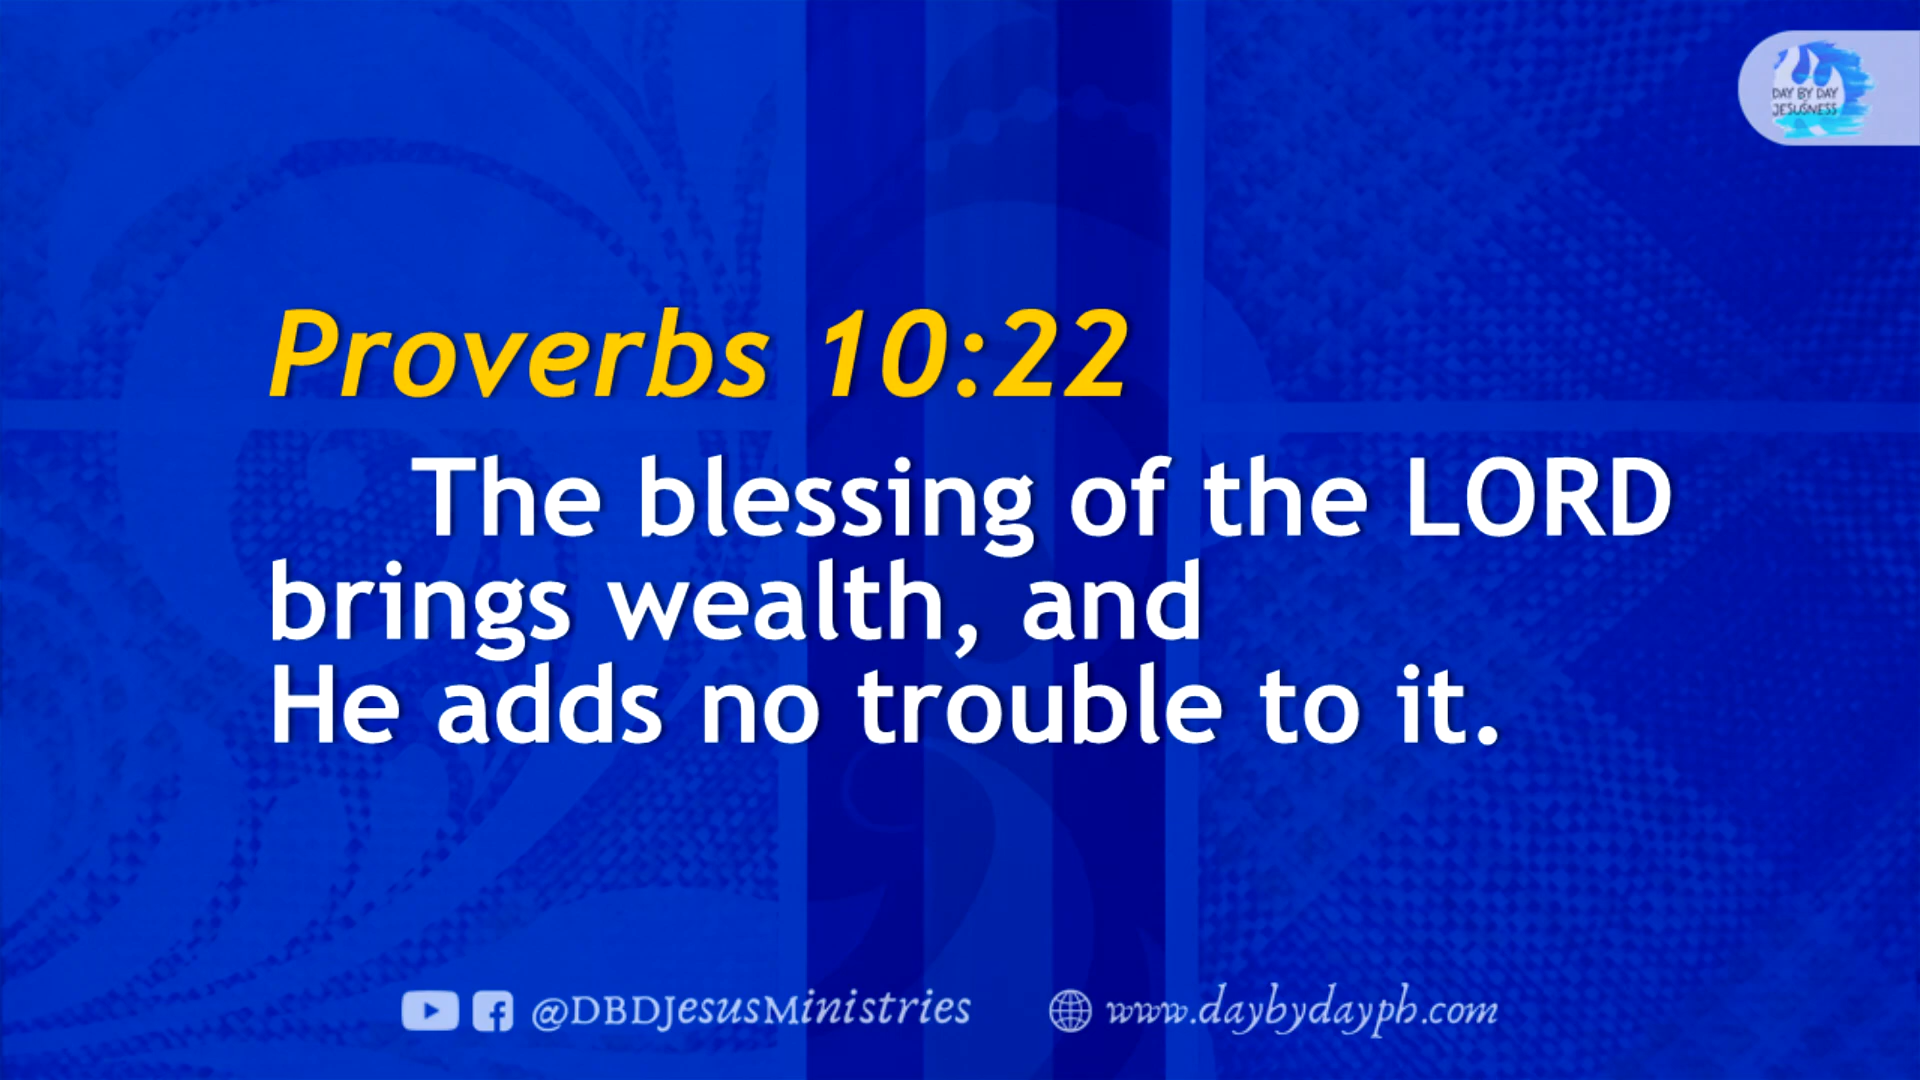 DAY BY DAY
JESUSNESS
Proverbs 10:22
The blessing of the LORD
brings wealth, and
He adds no trouble to it.
@DBDJesusMinistries
www.daybydayph.com